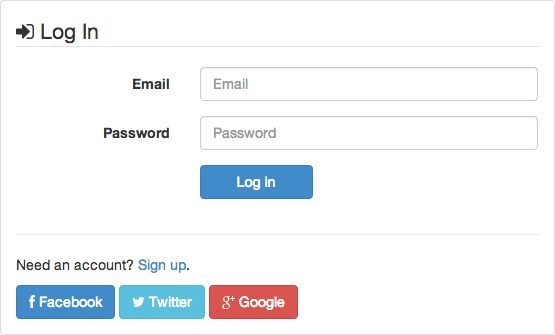 Log In
Email Email
Password Password
Log in
Need an account? Sign up.
Facebook Twitter Google